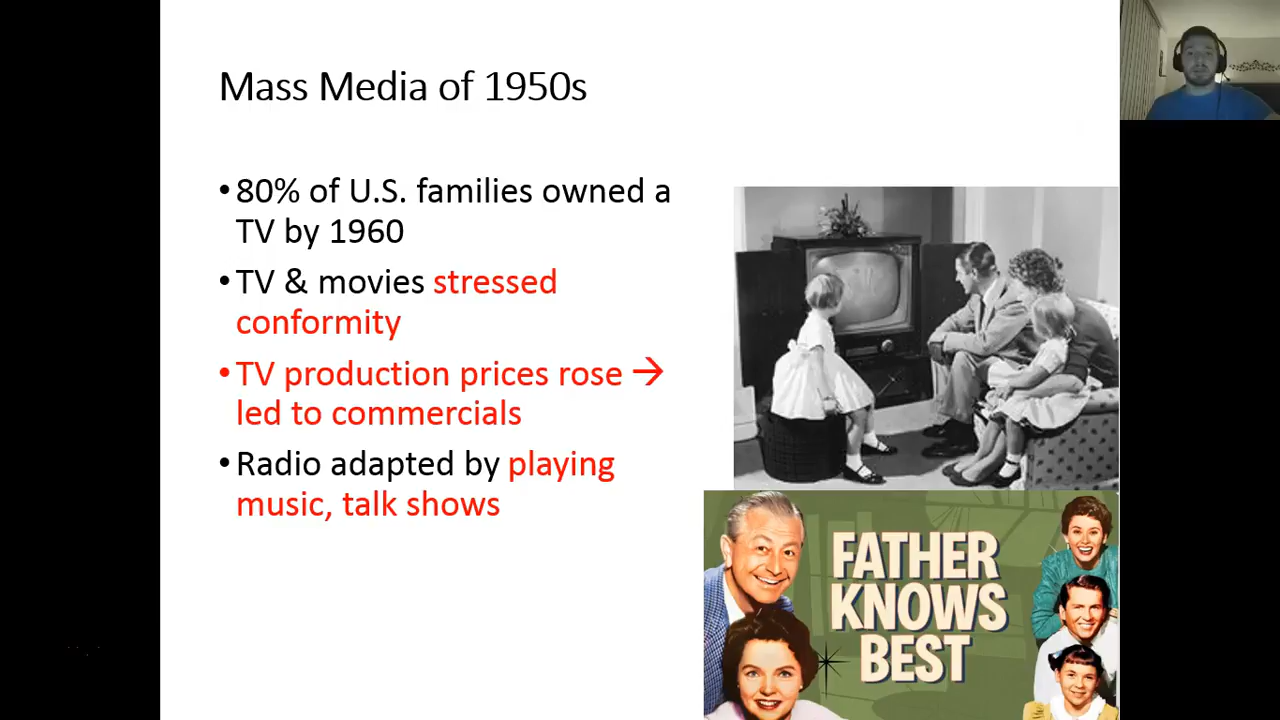 Mass Media of 1950s
•80% of U.S. families owned a
TV by 1960
•TV & movies stressed
conformity
•TV production prices rose →
led to commercials
•Radio adapted by playing
music, talk shows
FATHER
KNOWS
BEST